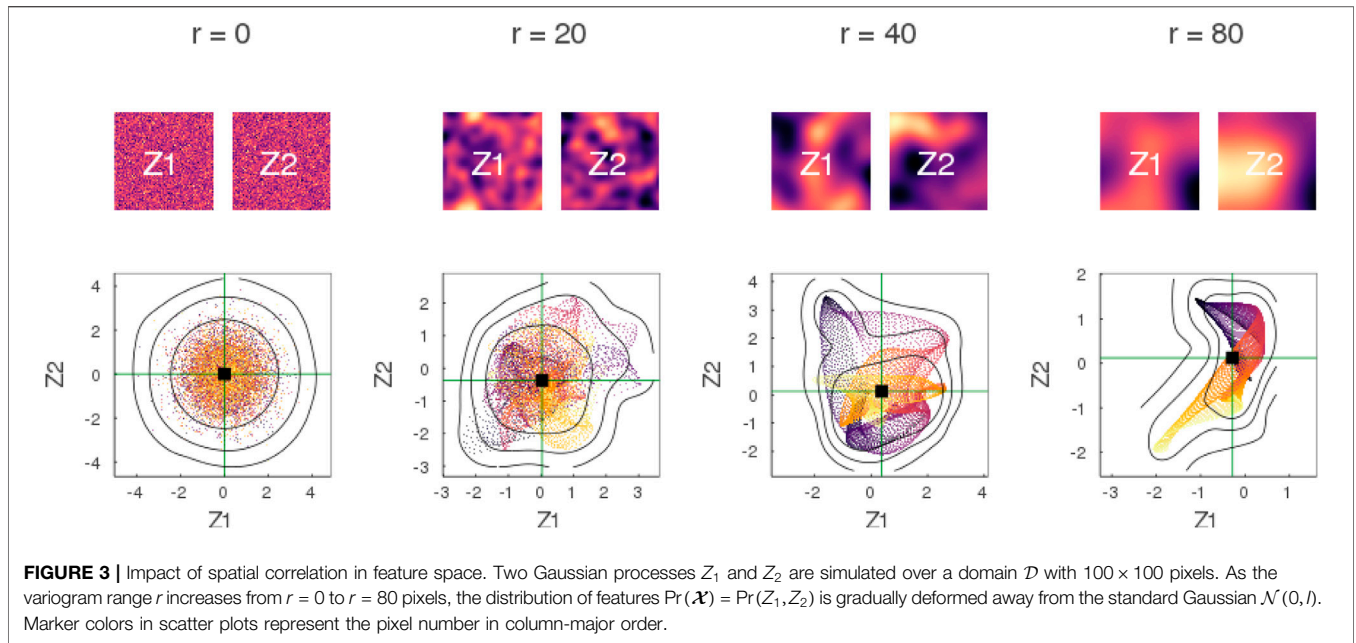 r = 0
r = 20
r = 40
r = 80
Z1
Z2
Z1
Z2
Z1
Z2
Z1
Z2
4
2
0
-2
-4
Z2
-4
-2
0
2
4
Z1
2
1
0
-1
-2
-3
Z2
-3
-2
-1
0
1
2
3
Z1
4
3
2
1
0
-1
-2
Z2
-2
0
2
4
Z1
2
1
0
-1
-2
Z2
-3
-2
-1
0
1
Z1
FIGURE 3 | Impact of spatial correlation in feature space. Two Gaussian processes Z₁ and Z₂ are simulated over a domain 𝒟 with 100 × 100 pixels. As the
variogram range r increases from r = 0 to r = 80 pixels, the distribution of features Pr(𝓧) = Pr(Z₁, Z₂) is gradually deformed away from the standard Gaussian 𝒩(0, I).
Marker colors in scatter plots represent the pixel number in column-major order.